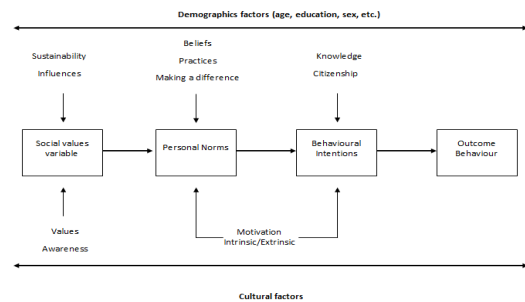 Demographics factors (age, education, sex, etc.)
Sustainability
Influences
Beliefs
Practices
Making a difference
Knowledge
Citizenship
Social values
variable
Personal Norms
Behavioural
Intentions
Outcome
Behaviour
Values
Awareness
Motivation
Intrinsic/Extrinsic
Cultural factors